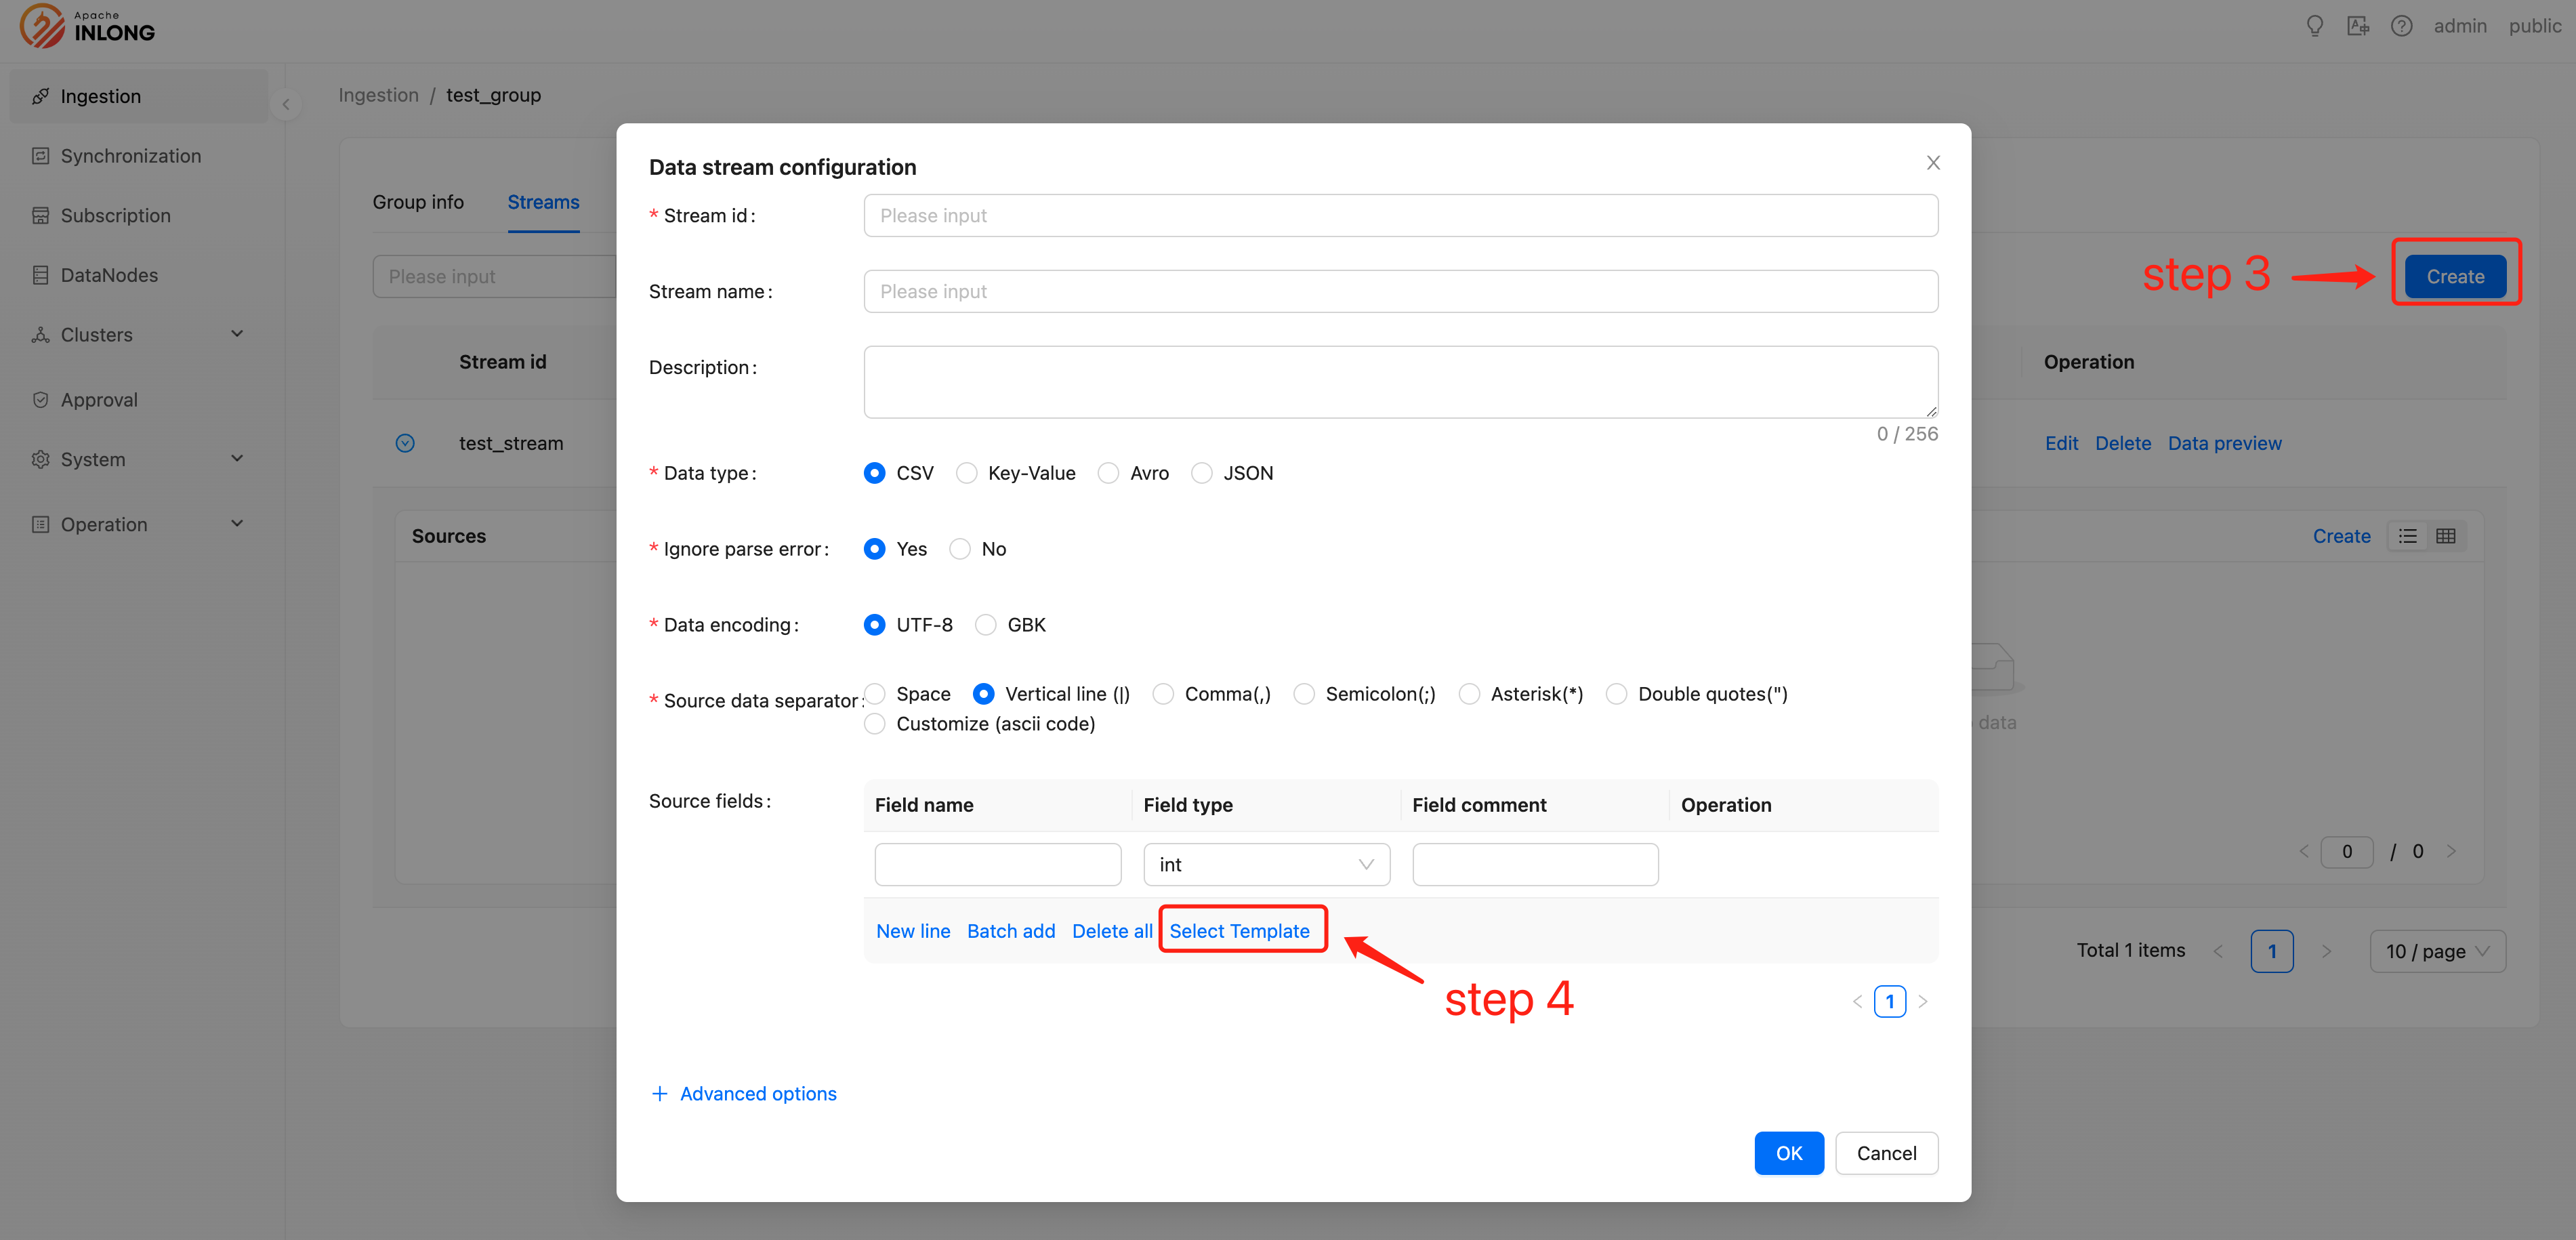 Apache
INLONG
admin public
Ingestion
Synchronization
Subscription
DataNodes
Clusters
Approval
System
Operation
Ingestion / test_group
Group info Streams
Please input
step 3
Create
Stream id
Operation
test_stream
Edit Delete Data preview
Sources
Create
data
0 / 0
Total 1 items
1
10 / page
Data stream configuration
* Stream id:
Please input
Stream name:
Please input
Description:
0 / 256
* Data type:
CSV Key-Value Avro JSON
* Ignore parse error:
Yes No
* Data encoding:
UTF-8 GBK
* Source data separator:
Space Vertical line (|) Comma(,) Semicolon(;) Asterisk(*) Double quotes(")
Customize (ascii code)
Source fields:
Field name Field type Field comment Operation
int
New line Batch add Delete all Select Template
step 4
1
+ Advanced options
OK Cancel